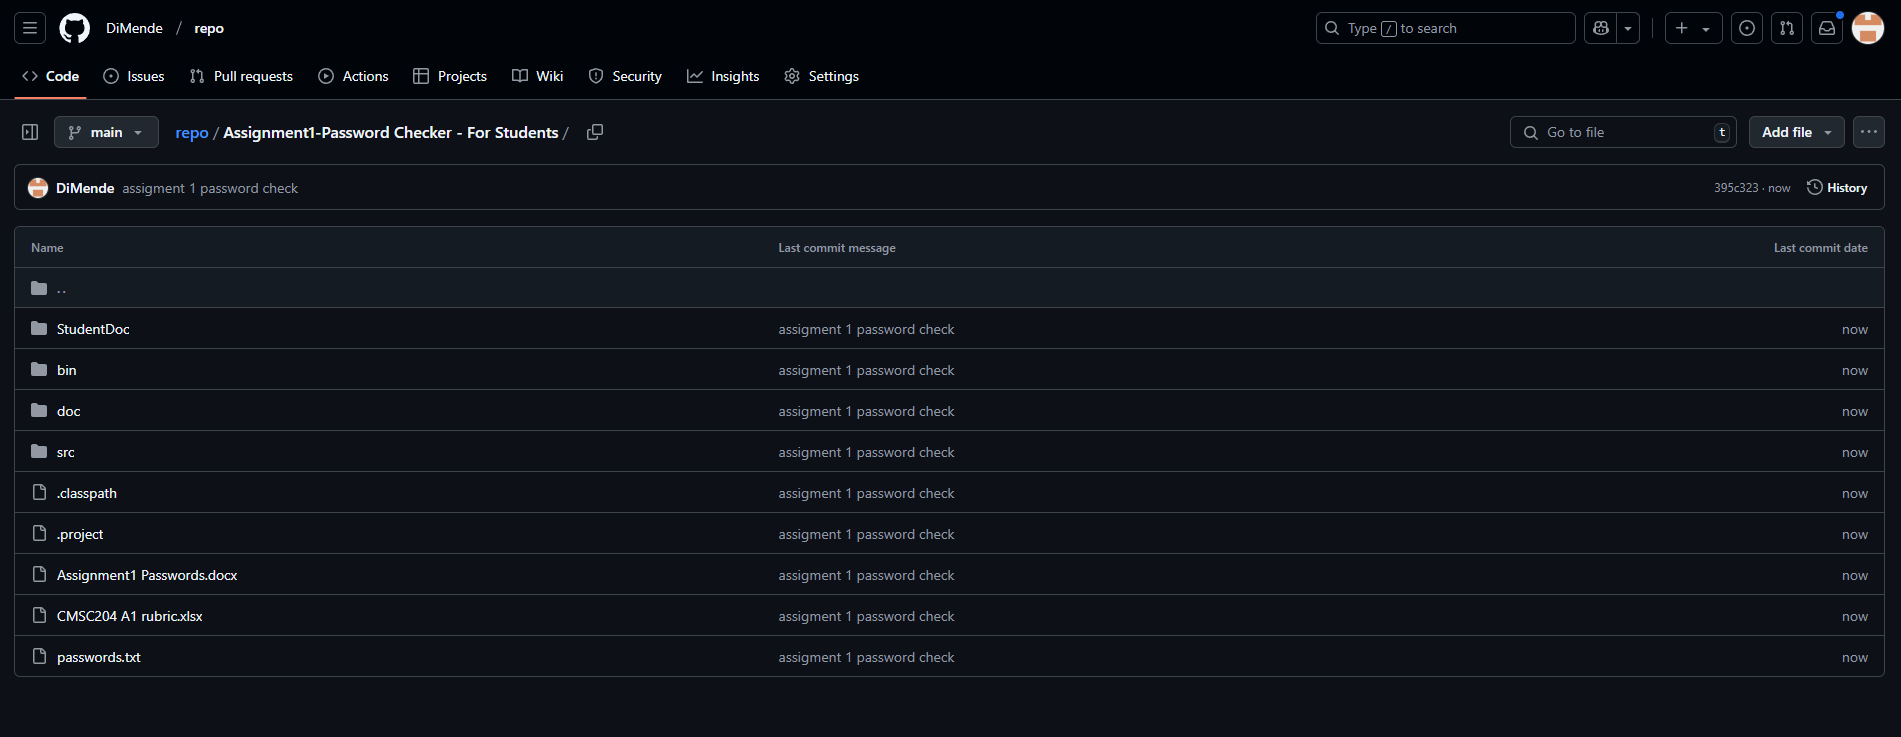 DiMende / repo Type / to search
Code Issues Pull requests Actions Projects Wiki Security Insights Settings
main repo / Assignment1-Password Checker - For Students / Go to file t Add file
DiMende assigment 1 password check 395c323 · now History
Name Last commit message Last commit date
..
StudentDoc assigment 1 password check now
bin assigment 1 password check now
doc assigment 1 password check now
src assigment 1 password check now
.classpath assigment 1 password check now
.project assigment 1 password check now
Assignment1 Passwords.docx assigment 1 password check now
CMSC204 A1 rubric.xlsx assigment 1 password check now
passwords.txt assigment 1 password check now